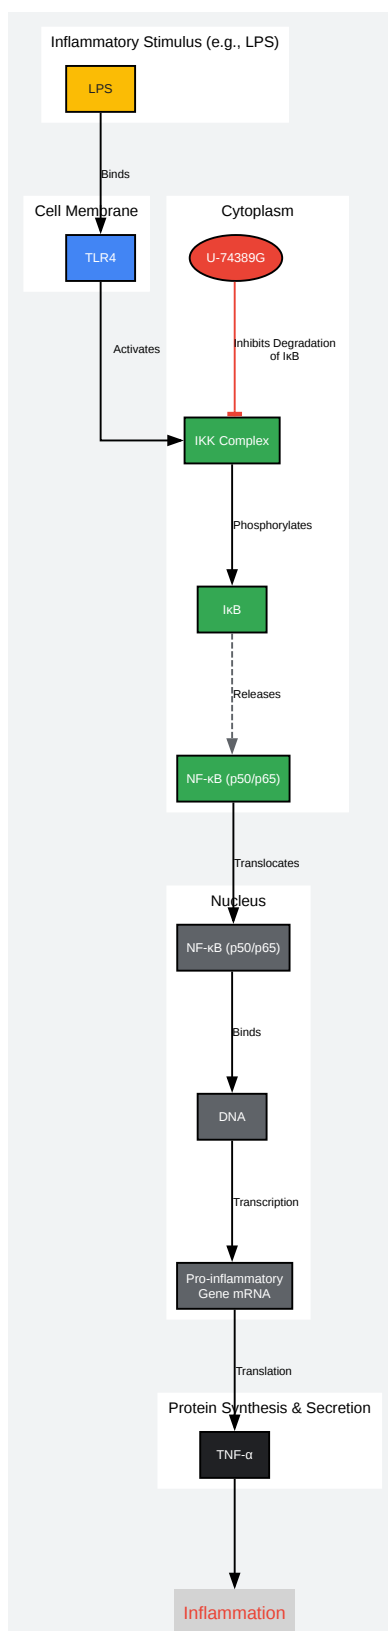 Inflammatory Stimulus (e.g., LPS)
LPS
Binds
Cell Membrane
Cytoplasm
TLR4
U-74389G
Activates
Inhibits Degradation
of IκB
IKK Complex
Phosphorylates
IκB
Releases
NF-κB (p50/p65)
Translocates
Nucleus
NF-κB (p50/p65)
Binds
DNA
Transcription
Pro-inflammatory
Gene mRNA
Translation
Protein Synthesis & Secretion
TNF-α
Inflammation